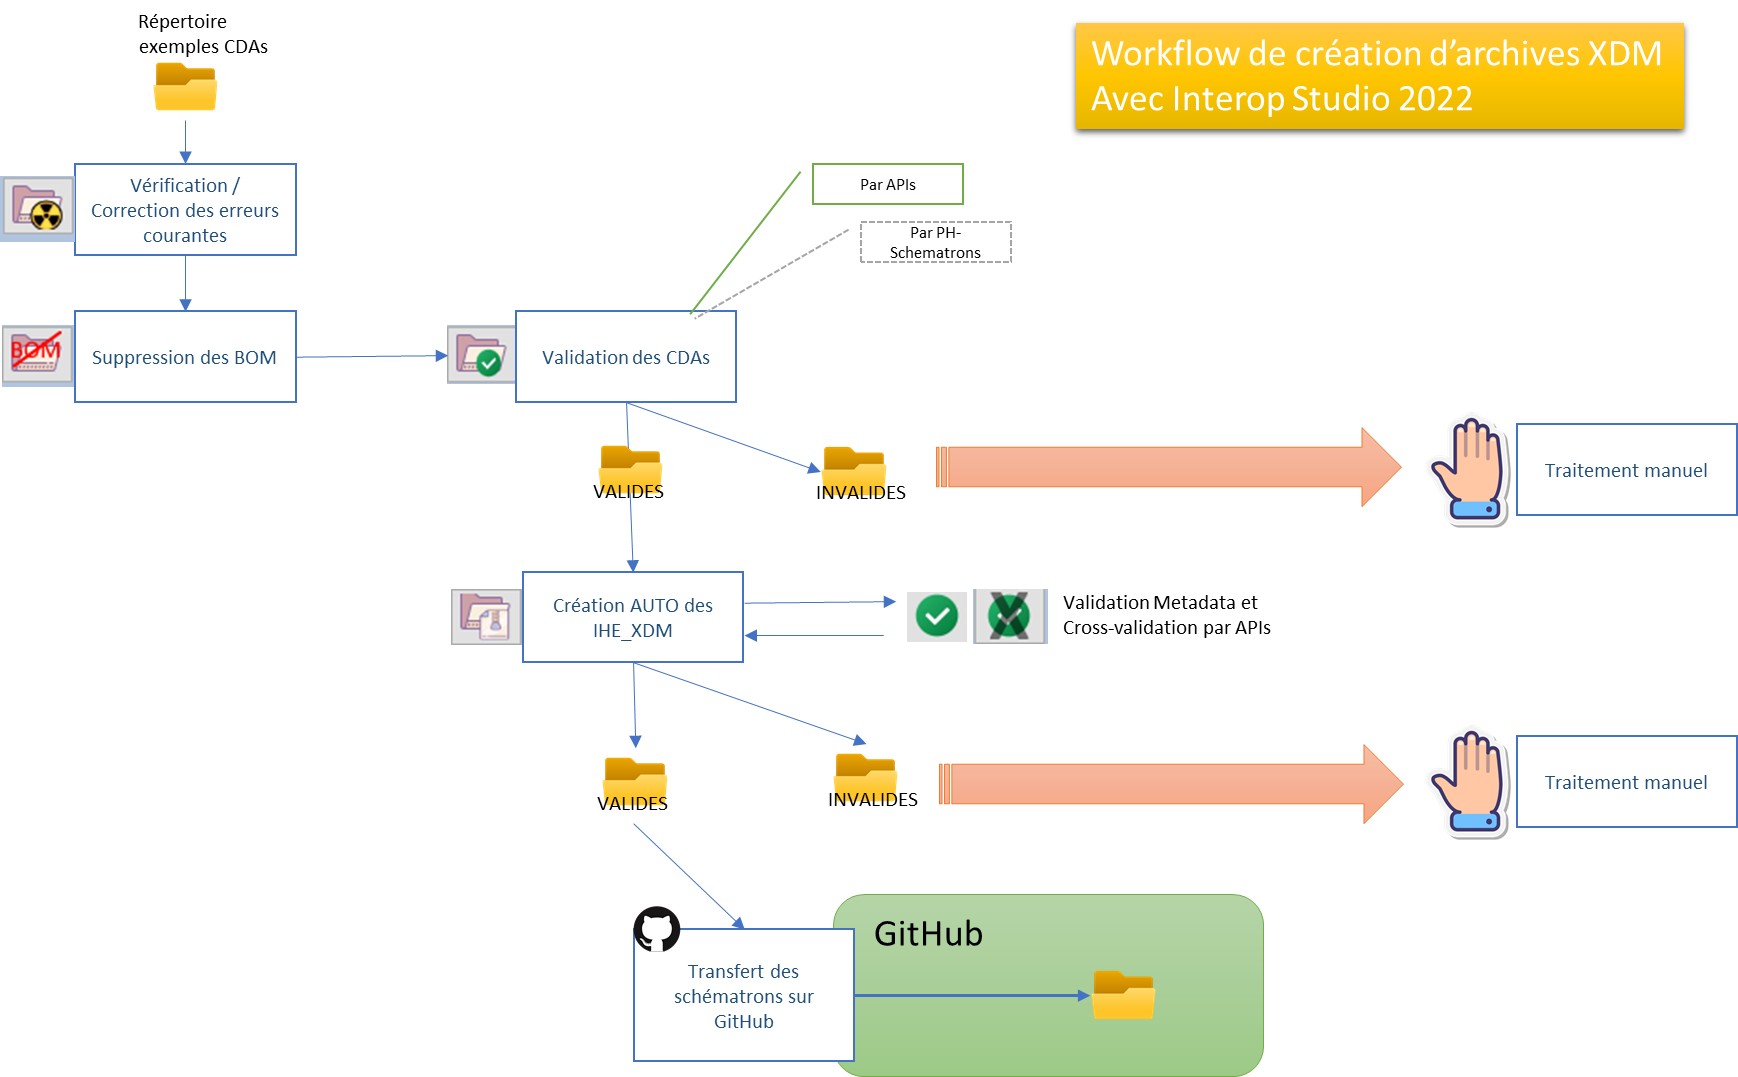 Répertoire
exemples CDAs
Workflow de création d’archives XDM
Avec Interop Studio 2022
Vérification /
Correction des erreurs
courantes
Par APIs
Par PH-
Schematrons
BOM
Suppression des BOM
Validation des CDAs
VALIDES
INVALIDES
Traitement manuel
Création AUTO des
IHE_XDM
Validation Metadata et
Cross-validation par APIs
VALIDES
INVALIDES
Traitement manuel
GitHub
Transfert des
schématrons sur
GitHub